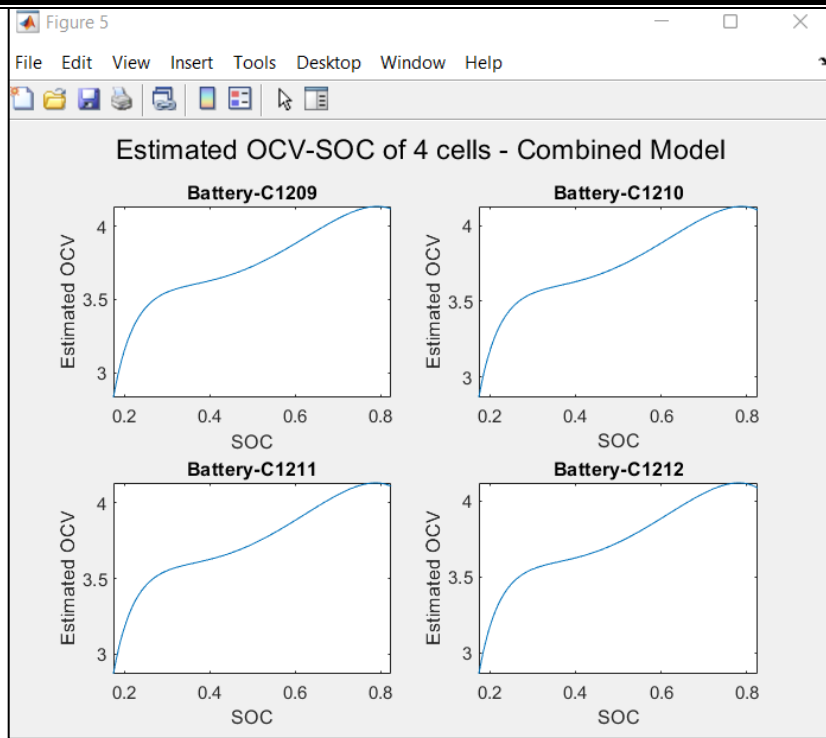 Figure 5
File Edit View Insert Tools Desktop Window Help
Estimated OCV-SOC of 4 cells - Combined Model
Battery-C1209
Estimated OCV
4
3.5
3
0.2 0.4 0.6 0.8
SOC
Battery-C1210
Estimated OCV
4
3.5
3
0.2 0.4 0.6 0.8
SOC
Battery-C1211
Estimated OCV
4
3.5
3
0.2 0.4 0.6 0.8
SOC
Battery-C1212
Estimated OCV
4
3.5
3
0.2 0.4 0.6 0.8
SOC